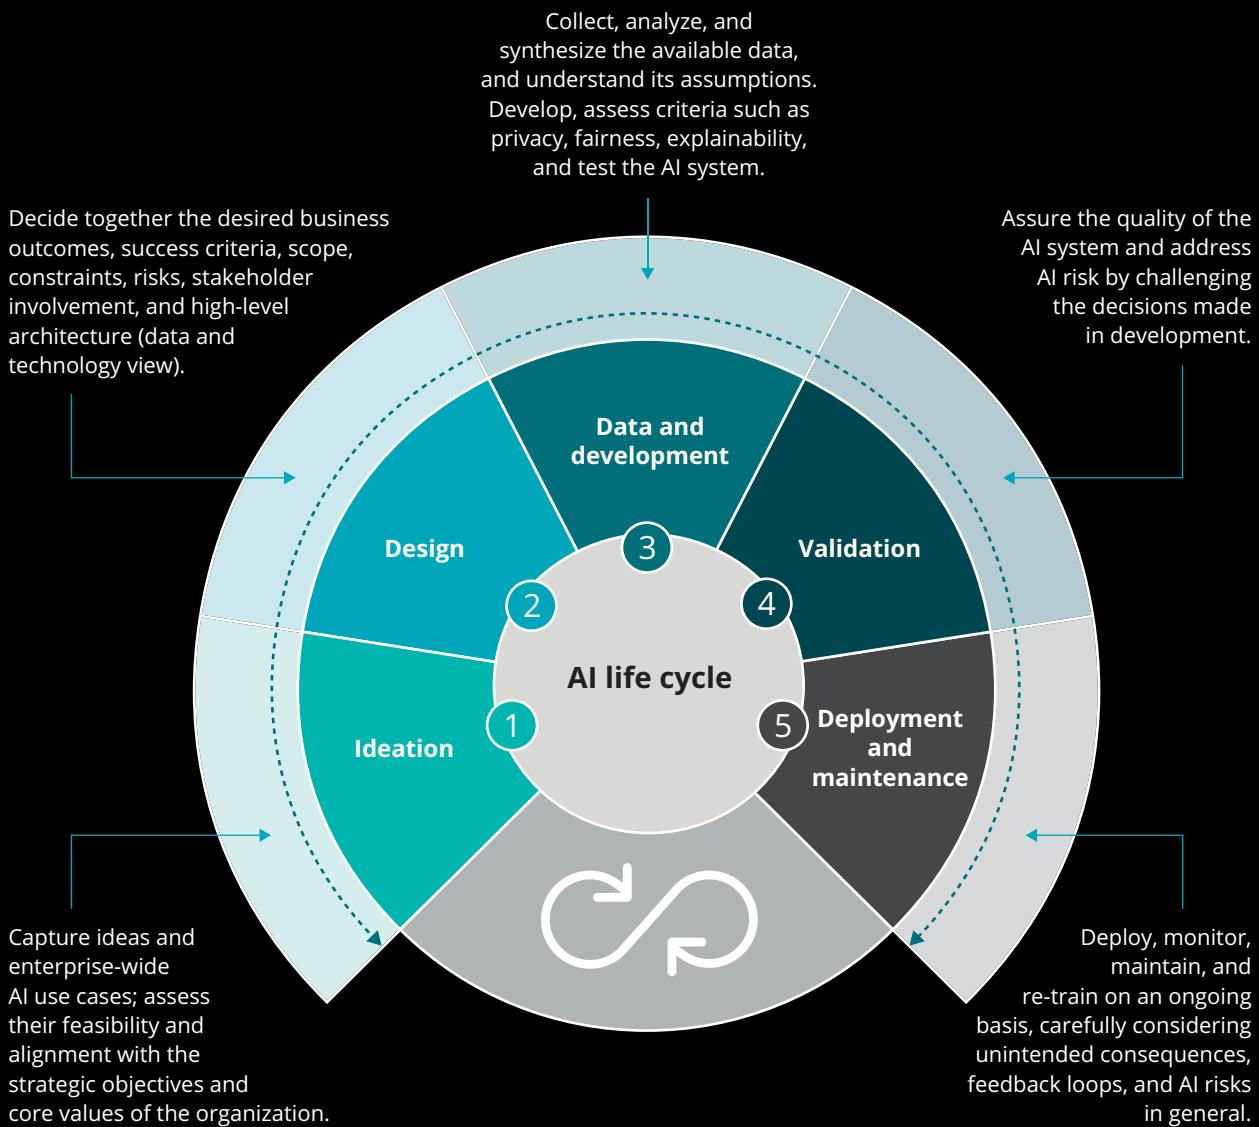 Collect, analyze, and
synthesize the available data,
and understand its assumptions.
Develop, assess criteria such as
privacy, fairness, explainability,
and test the AI system.
Decide together the desired business
outcomes, success criteria, scope,
constraints, risks, stakeholder
involvement, and high-level
architecture (data and
technology view).
Assure the quality of the
AI system and address
AI risk by challenging
the decisions made
in development.
Data and
development
Design
Validation
3
2
4
AI life cycle
1
5
Ideation
Deployment
and
maintenance
Capture ideas and
enterprise-wide
AI use cases; assess
their feasibility and
alignment with the
strategic objectives and
core values of the organization.
Deploy, monitor,
maintain, and
re-train on an ongoing
basis, carefully considering
unintended consequences,
feedback loops, and AI risks
in general.